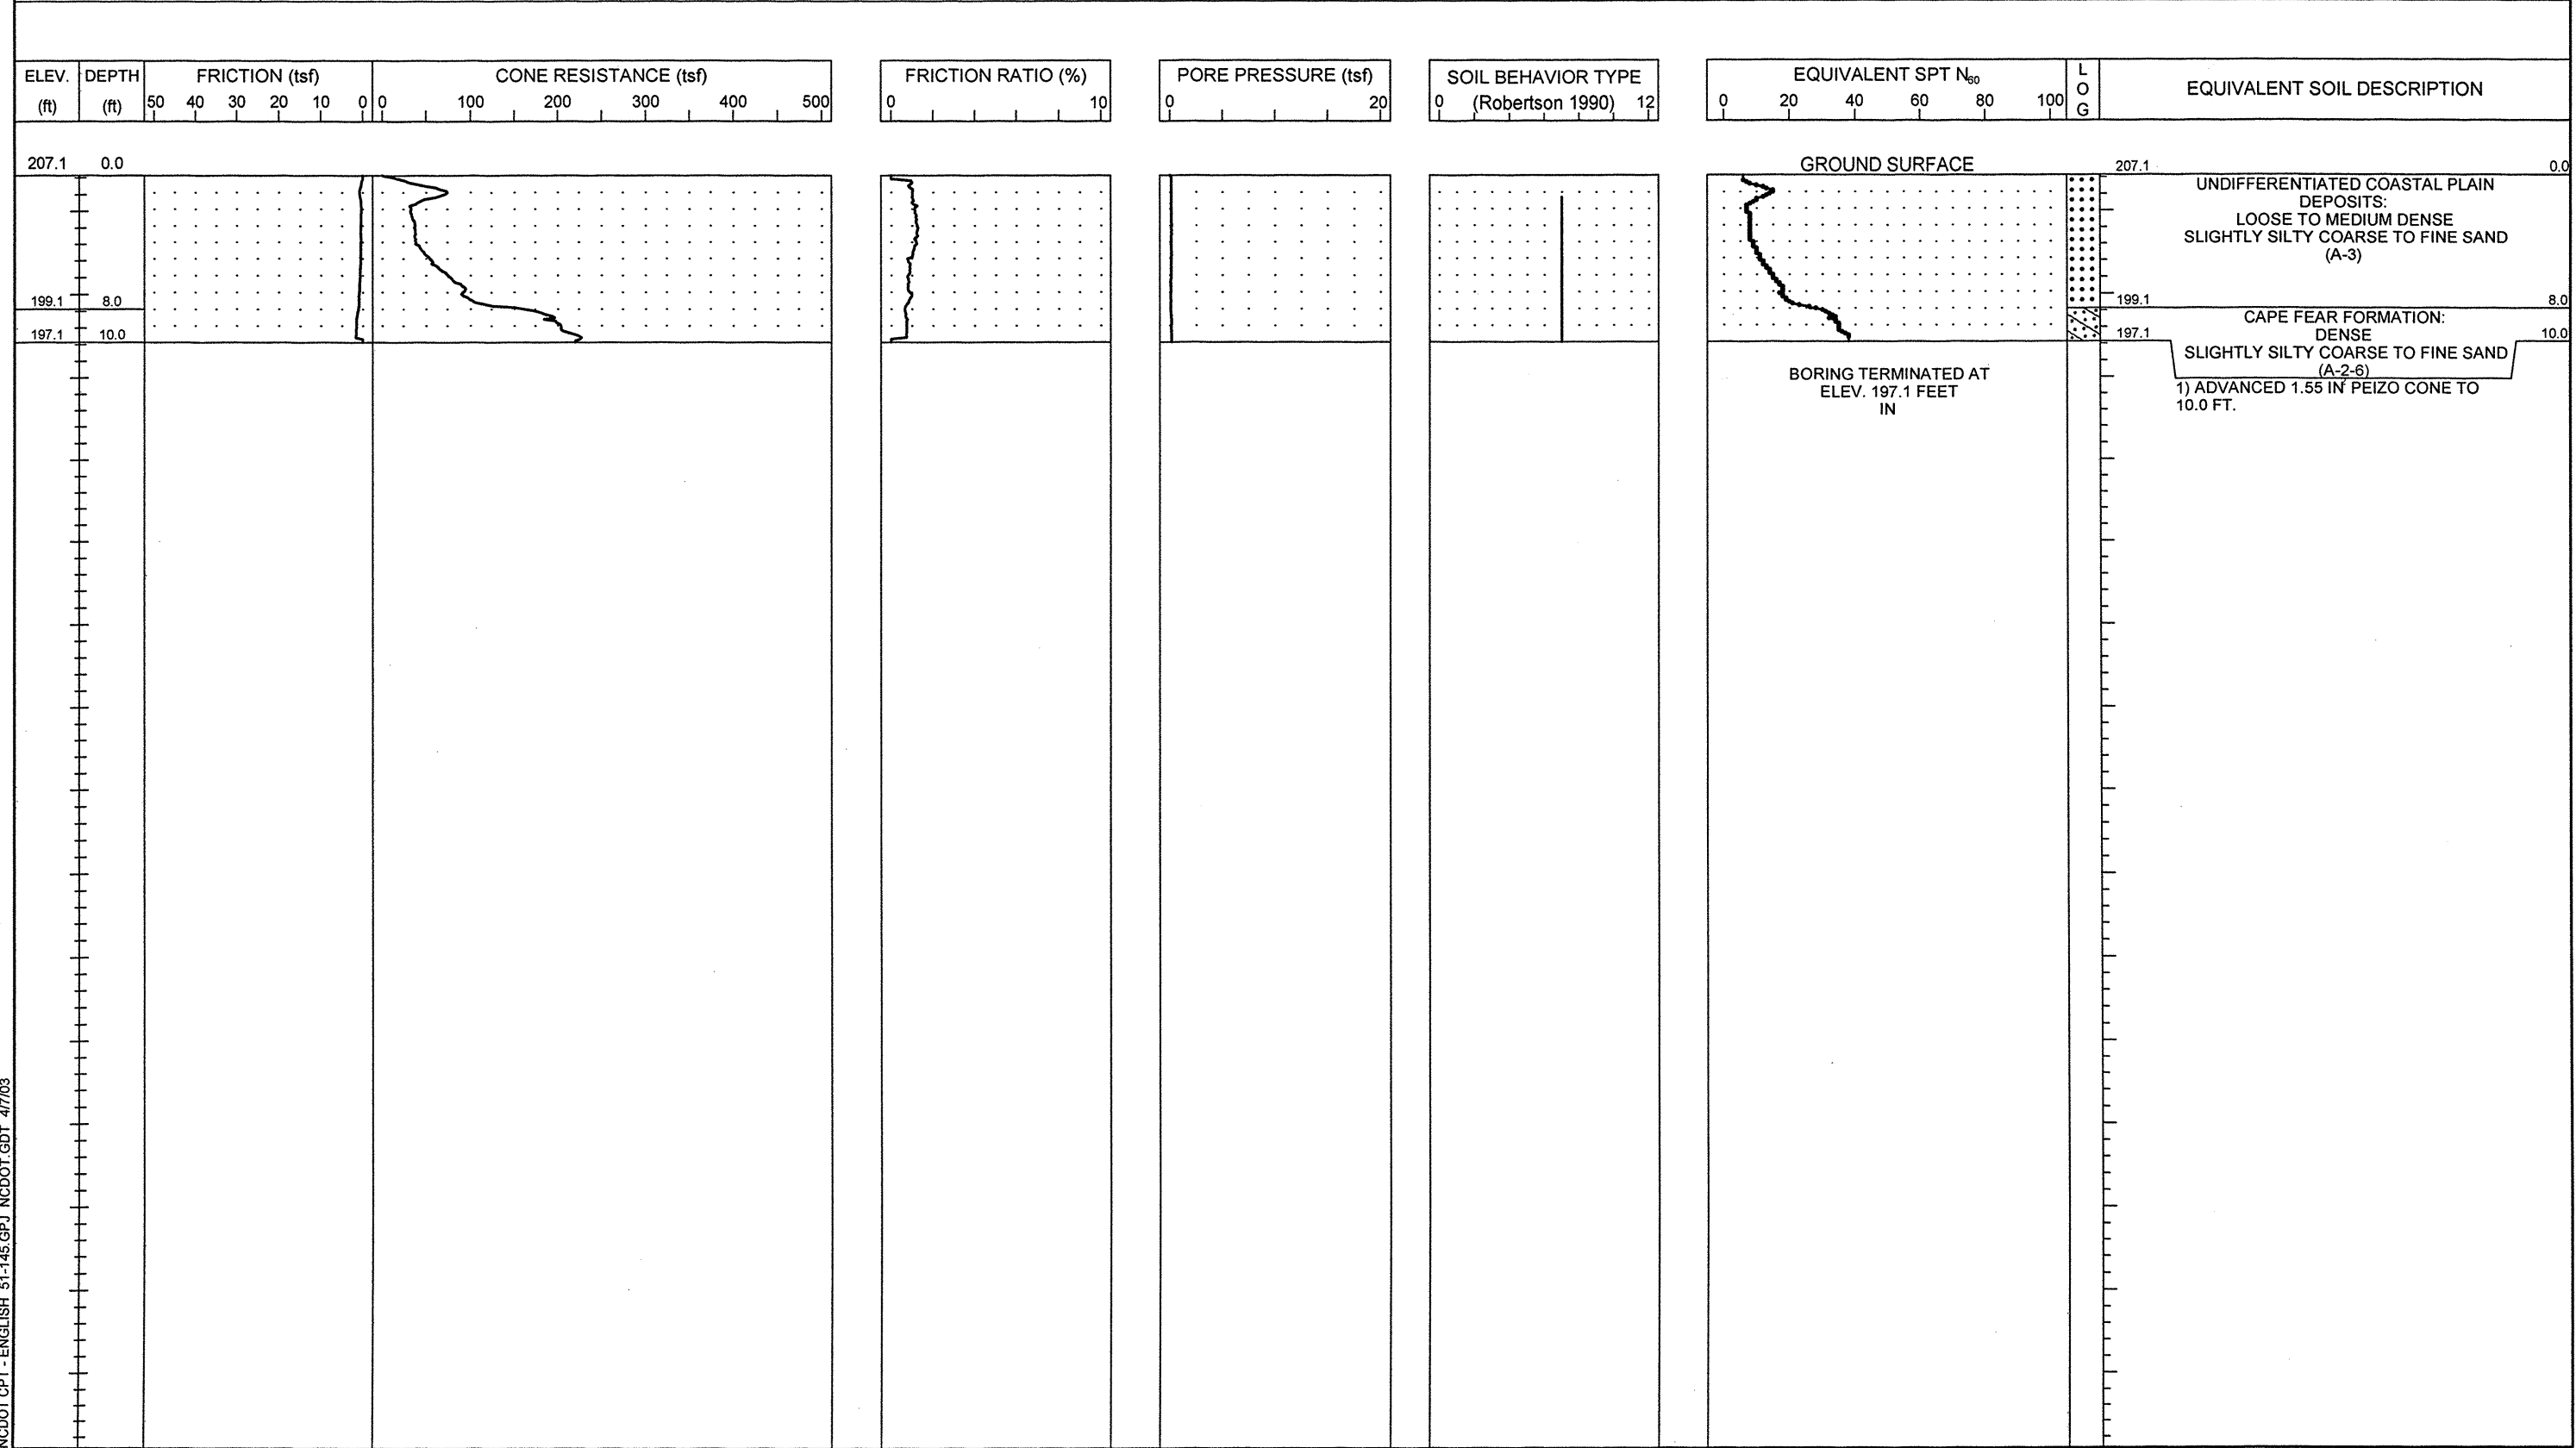 ELEV.
(ft)
DEPTH
(ft)
FRICTION (tsf)
50 40 30 20 10 0
CONE RESISTANCE (tsf)
0 100 200 300 400 500
FRICTION RATIO (%)
0 10
PORE PRESSURE (tsf)
0 20
SOIL BEHAVIOR TYPE
(Robertson 1990)
0 12
EQUIVALENT SPT N60
0 20 40 60 80 100
L
O
G
EQUIVALENT SOIL DESCRIPTION
207.1 0.0
GROUND SURFACE
207.1 0.0
UNDIFFERENTIATED COASTAL PLAIN
DEPOSITS:
LOOSE TO MEDIUM DENSE
SLIGHTLY SILTY COARSE TO FINE SAND
(A-3)
199.1 8.0
199.1 8.0
CAPE FEAR FORMATION:
DENSE
197.1 10.0
197.1 10.0
SLIGHTLY SILTY COARSE TO FINE SAND
(A-2-6)
BORING TERMINATED AT
ELEV. 197.1 FEET
IN
1) ADVANCED 1.55 IN PEIZO CONE TO
10.0 FT.
NCDOT CPT - ENGLISH 51-145.GPJ NCDOT.GDT 4/7/03